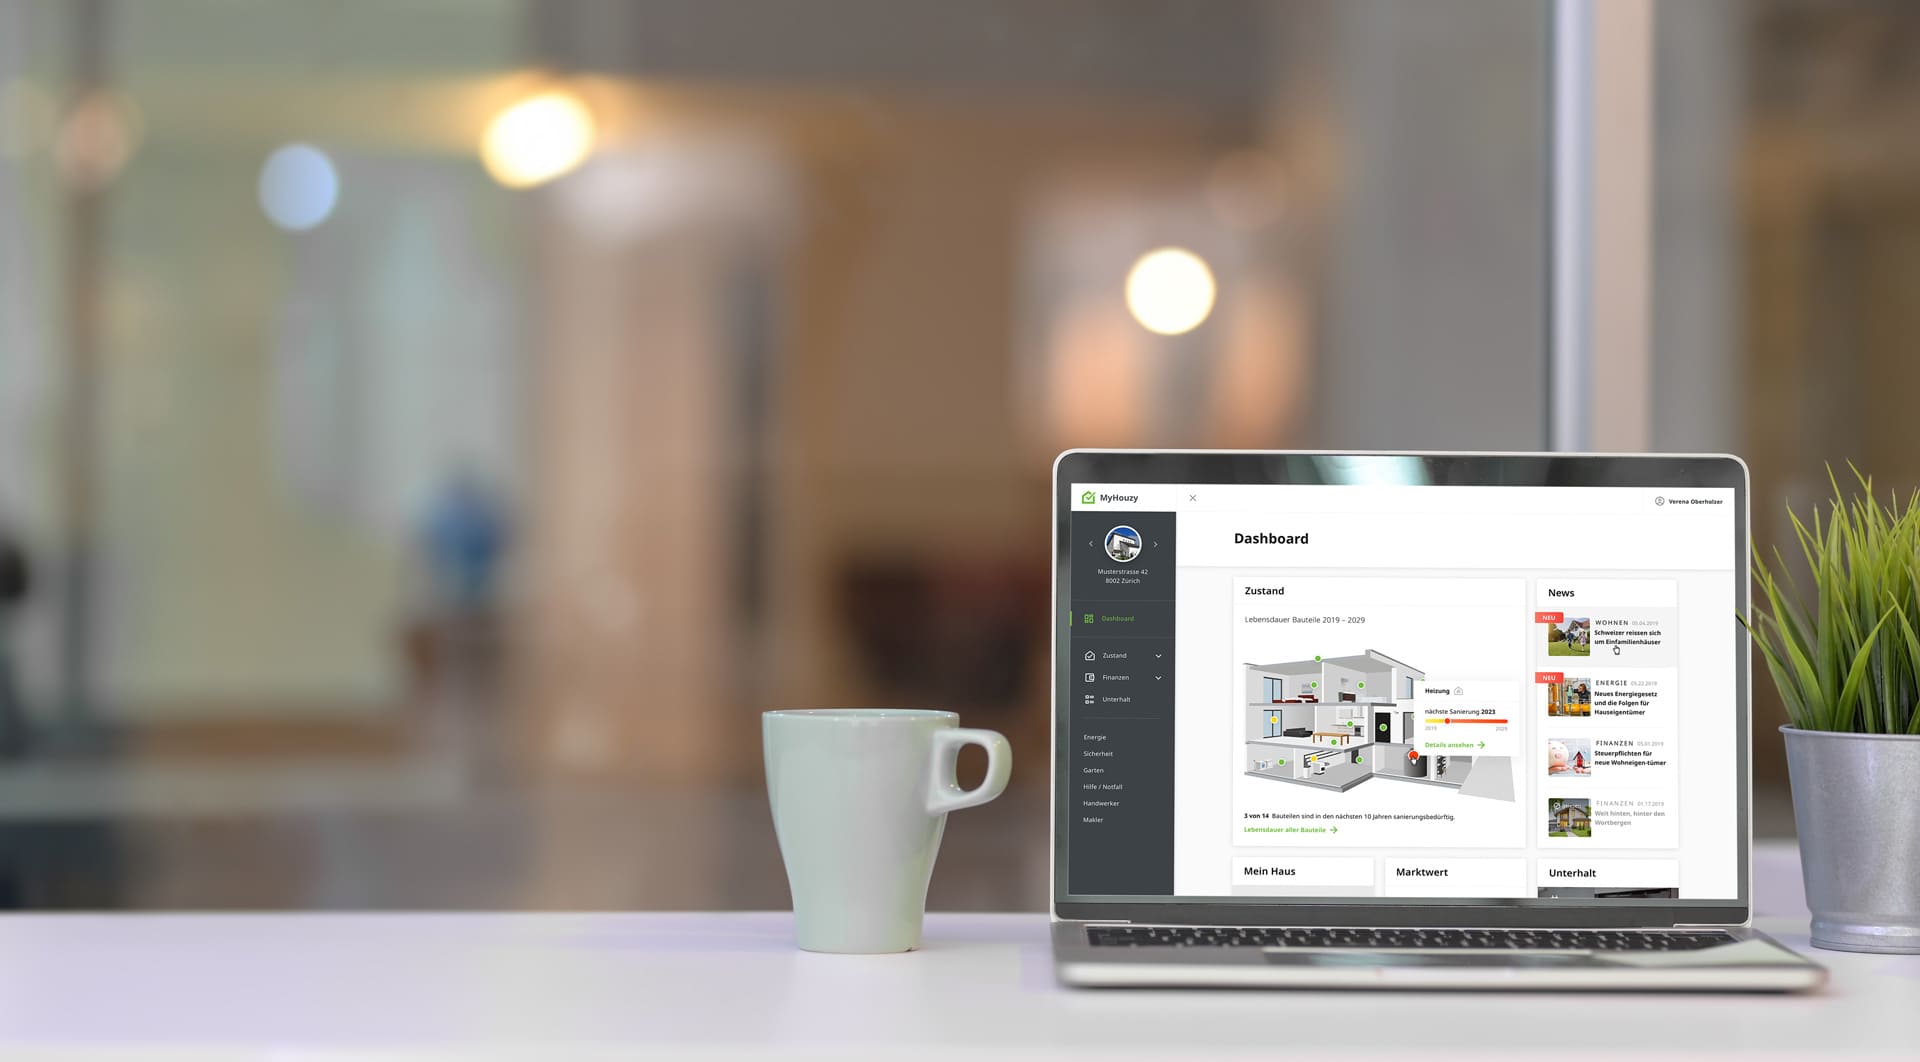 MyHouzy
Verena Oberholzer
Musterstrasse 42
8002 Zürich
Dashboard
Zustand
Finanzen
Unterhalt
Energie
Sicherheit
Garten
Hilfe / Notfall
Handwerker
Makler
Dashboard
Zustand
Lebensdauer Bauteile 2019 – 2029
Heizung
nächste Sanierung 2023
2019 2029
Details ansehen
3 von 14 Bauteilen sind in den nächsten 10 Jahren sanierungsbedürftig.
Lebensdauer aller Bauteile
News
NEU
WOHNEN 05.04.2019
Schweizer reissen sich
um Einfamilienhäuser
NEU
ENERGIE 05.22.2019
Neues Energiegesetz
und die Folgen für
Hauseigentümer
FINANZEN 05.01.2019
Steuerpflichten für
neue Wohneigen-tümer
FINANZEN 01.17.2019
Weit hinten, hinter den
Wortbergen
Mein Haus
Marktwert
Unterhalt